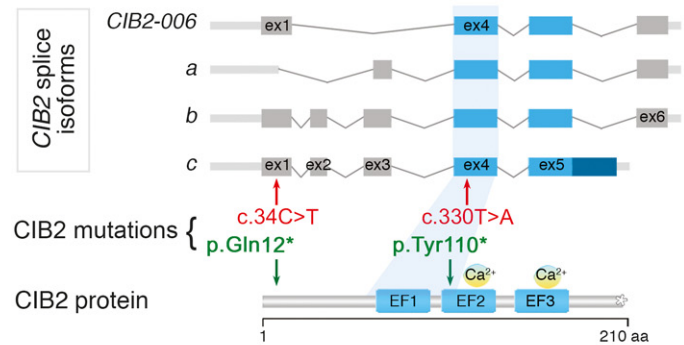 CIB2 splice isoforms
CIB2-006 ex1 ex4
a
b ex6
c ex1 ex2 ex3 ex4 ex5
c.34C>T c.330T>A
CIB2 mutations {
p.Gln12* p.Tyr110*
Ca²⁺ Ca²⁺
CIB2 protein EF1 EF2 EF3
1 210 aa